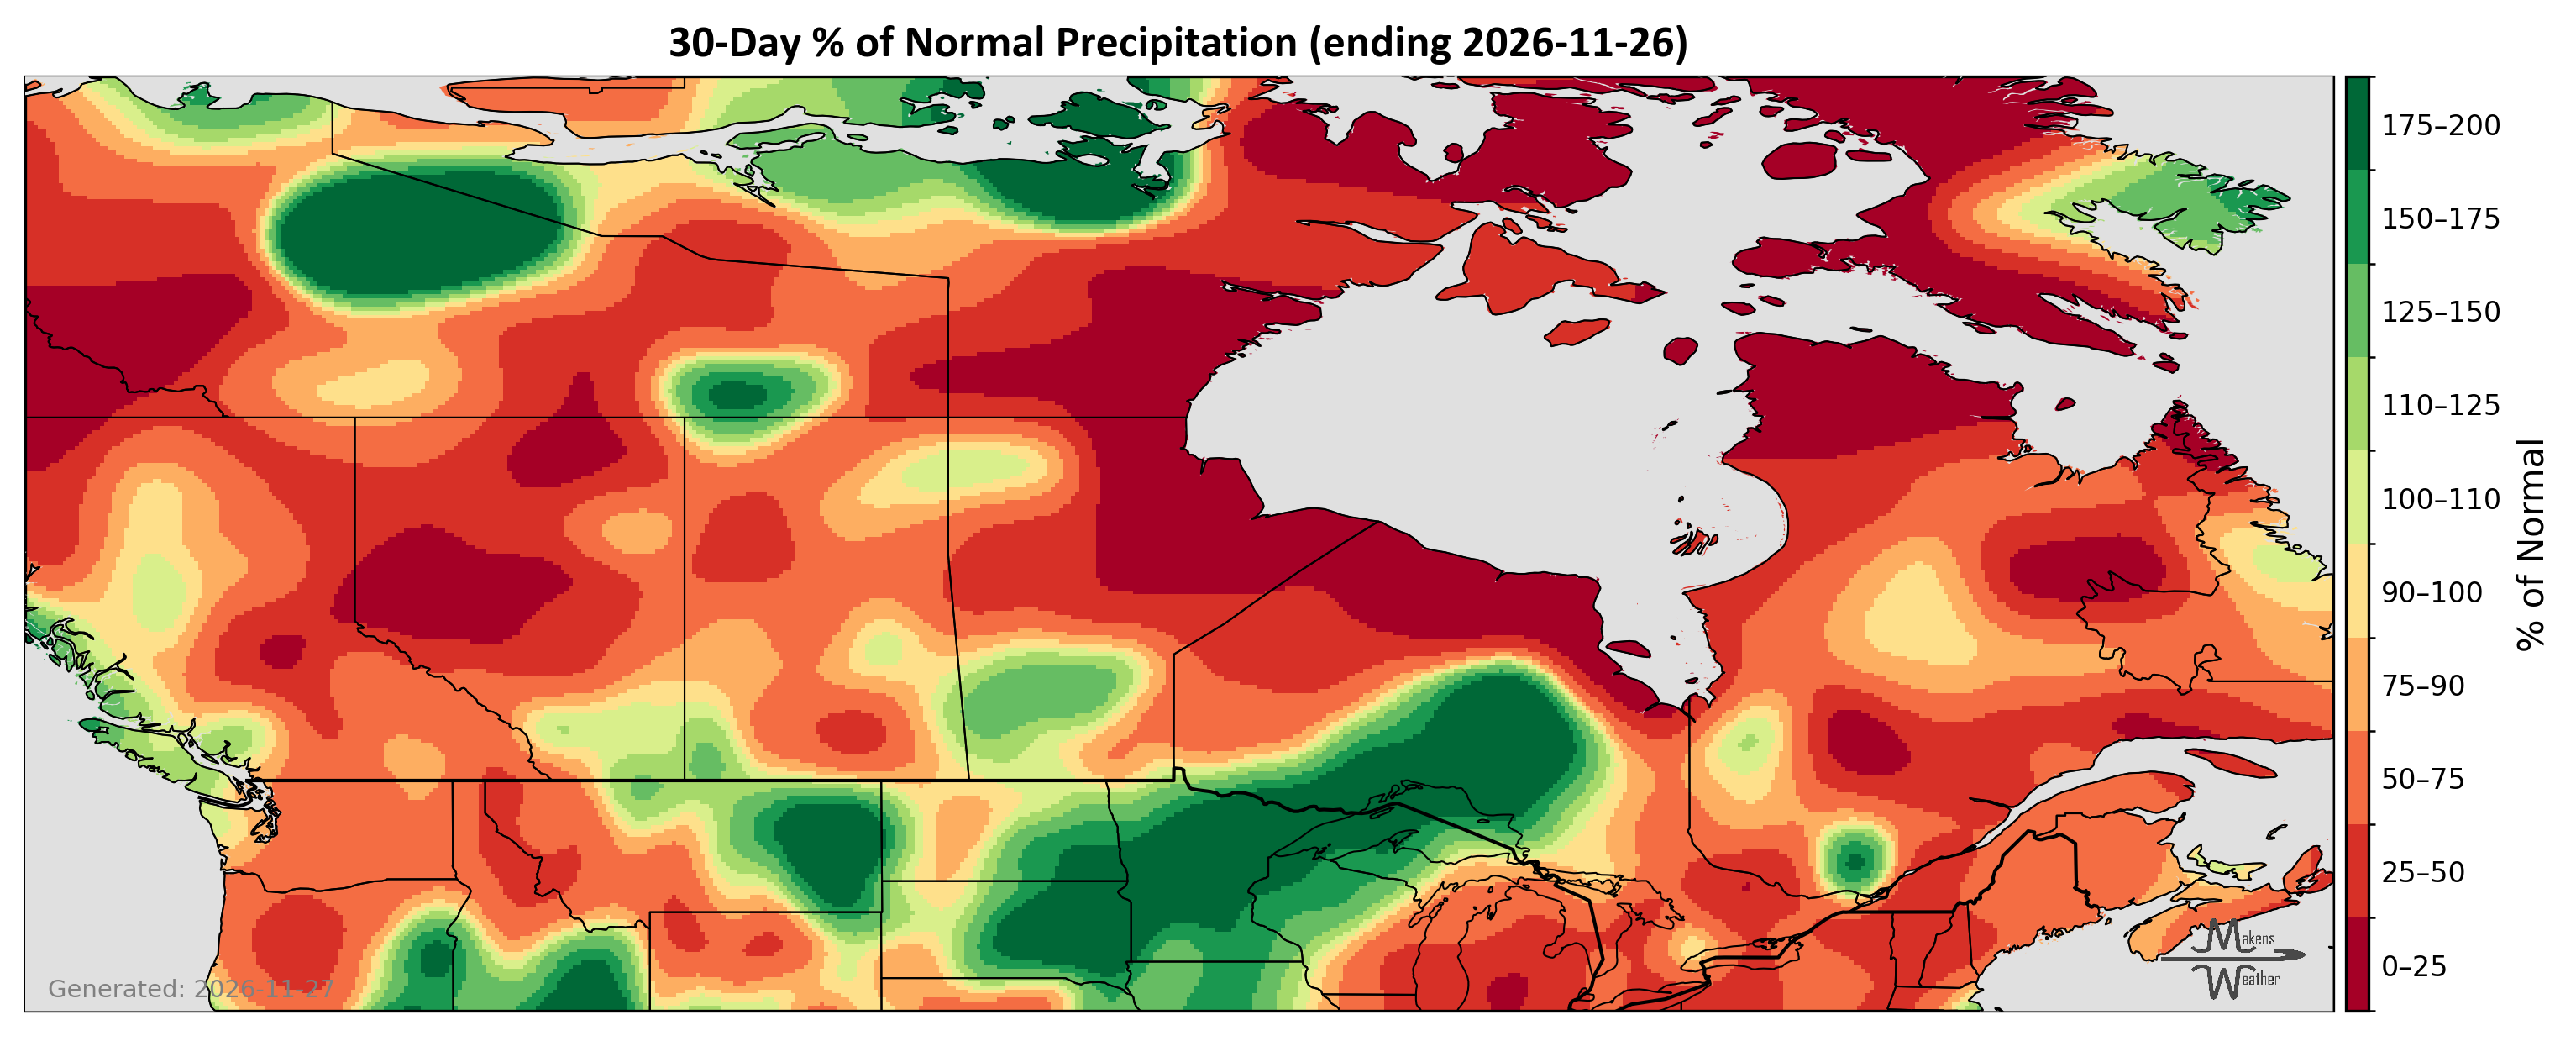 30-Day % of Normal Precipitation (ending 2026-11-26)
175–200
150–175
125–150
110–125
100–110
90–100
75–90
50–75
25–50
0–25
% of Normal
Generated: 2026-11-27
Makens
Weather